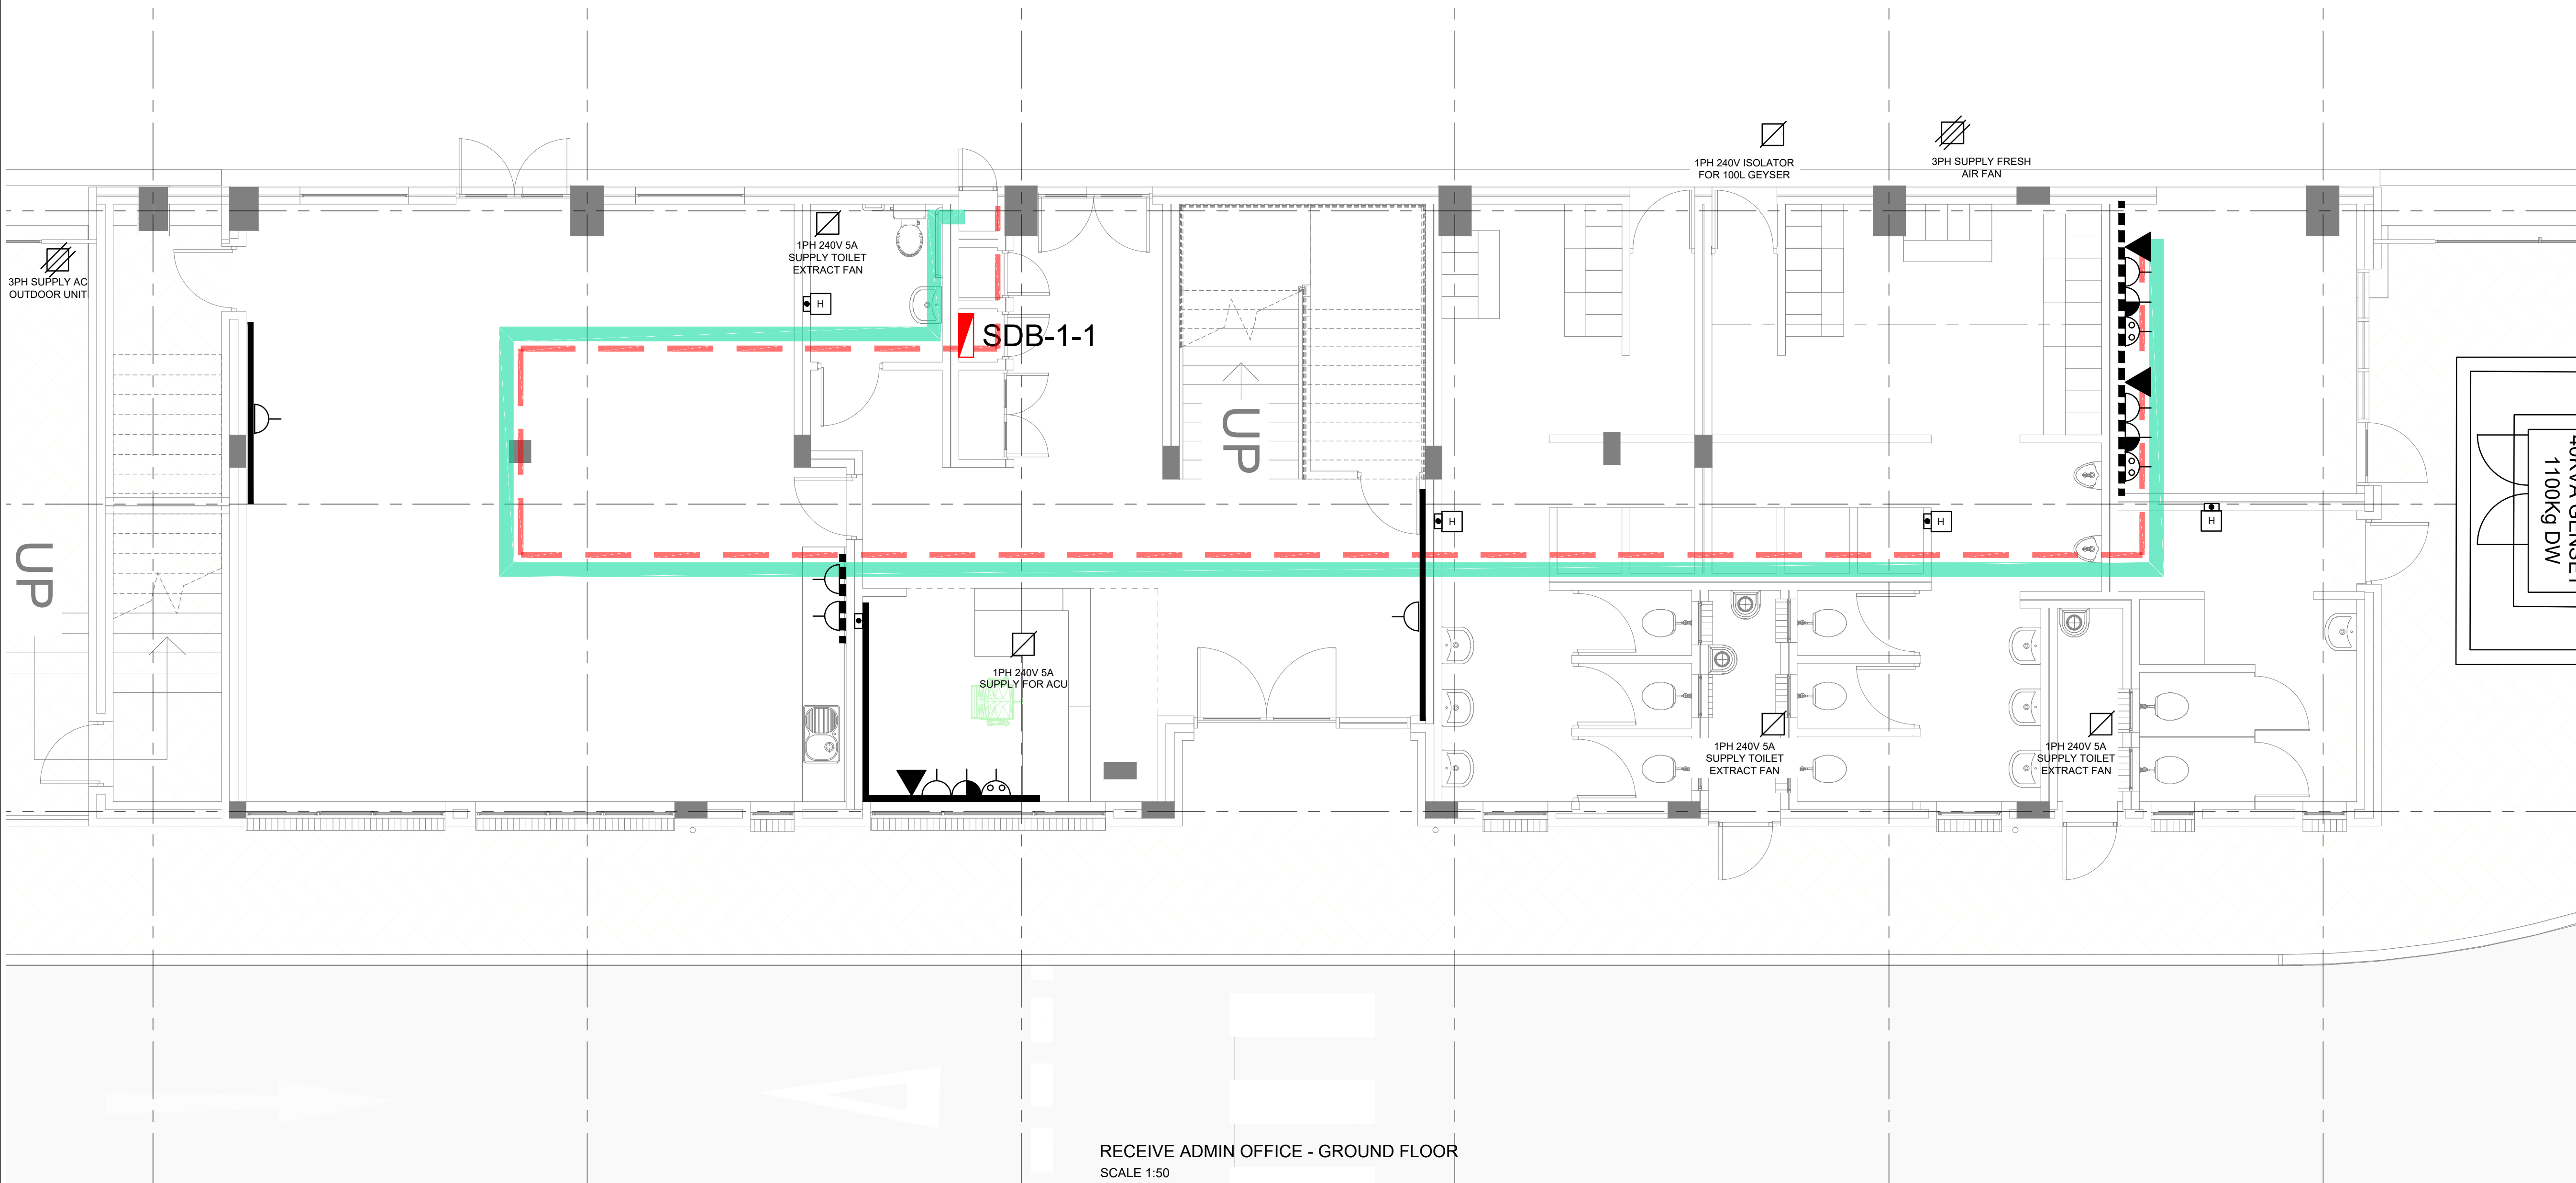 1PH 240V ISOLATOR
FOR 100L GEYSER
3PH SUPPLY FRESH
AIR FAN
3PH SUPPLY AC
OUTDOOR UNIT
1PH 240V 5A
SUPPLY TOILET
EXTRACT FAN
H
SDB-1-1
UP
UP
H
H
H
40KVA GENSET
1100Kg DW
1PH 240V 5A
SUPPLY FOR ACU
1PH 240V 5A
SUPPLY TOILET
EXTRACT FAN
1PH 240V 5A
SUPPLY TOILET
EXTRACT FAN
RECEIVE ADMIN OFFICE - GROUND FLOOR
SCALE 1:50